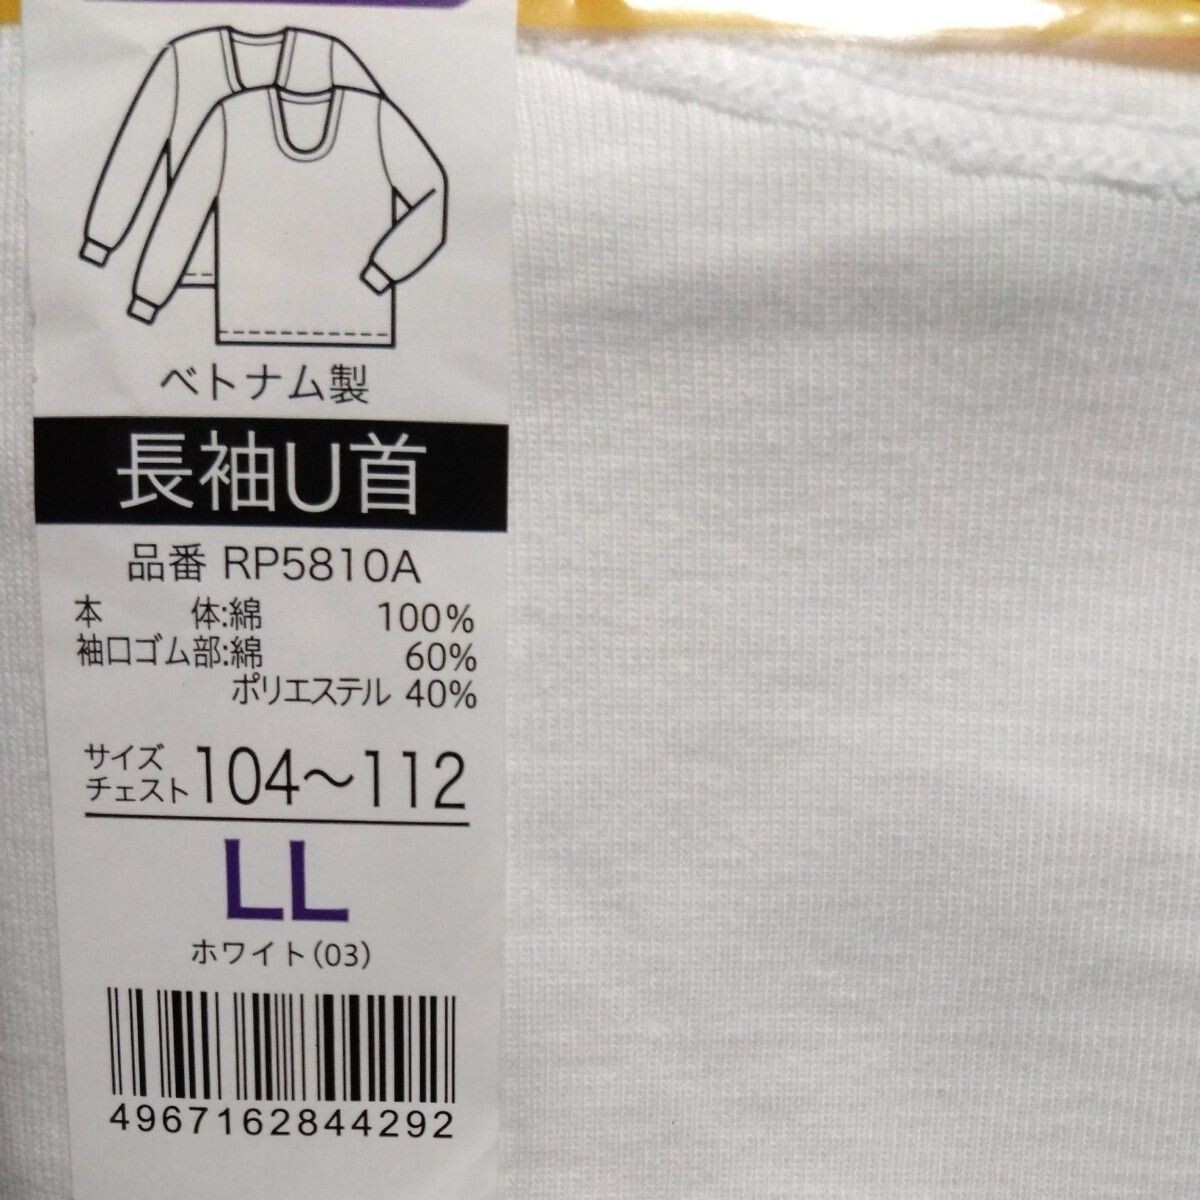 ベトナム製
長袖U首
品番 RP5810A
本　　体:綿 100%
袖口ゴム部:綿 60%
ポリエステル 40%
サイズ
チェスト 104〜112
LL
ホワイト(03)
4967162844292